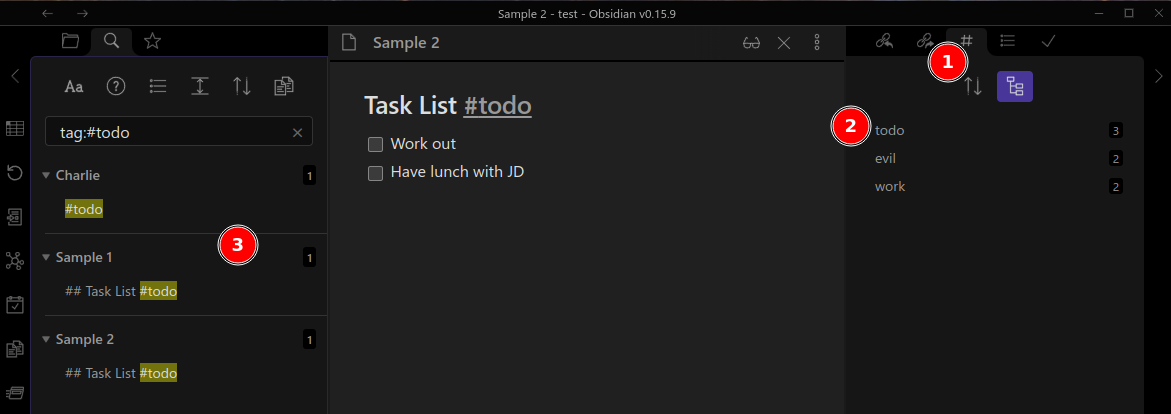 Sample 2 - test - Obsidian v0.15.9
Aa
tag:#todo
Charlie 1
#todo
3
Sample 1 1
## Task List #todo
Sample 2 1
## Task List #todo
Sample 2
Task List #todo
Work out
Have lunch with JD
#
1
2
todo 3
evil 2
work 2